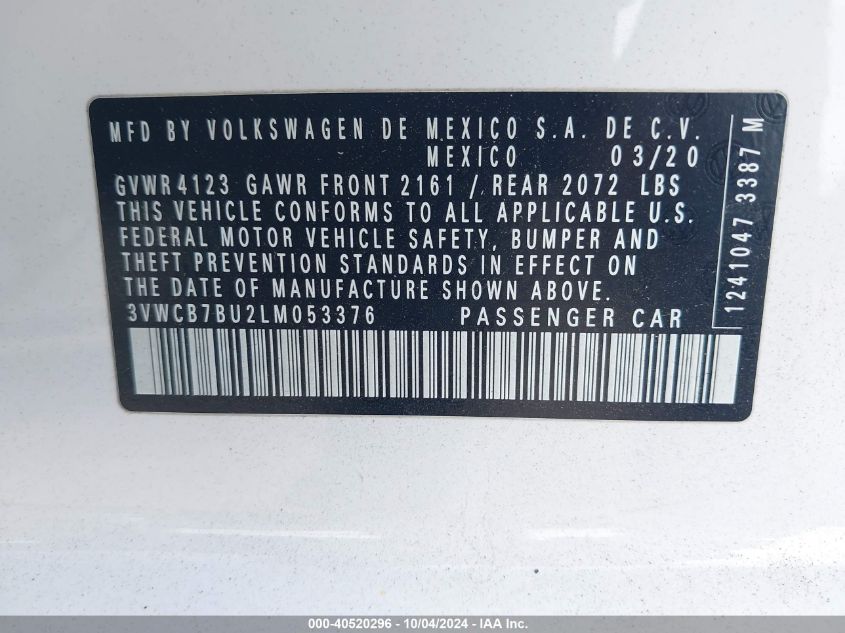 MFD BY VOLKSWAGEN DE MEXICO S.A. DE C.V.
MEXICO 03/20
GVWR 4123 GAWR FRONT 2161 / REAR 2072 LBS
THIS VEHICLE CONFORMS TO ALL APPLICABLE U.S.
FEDERAL MOTOR VEHICLE SAFETY, BUMPER AND
THEFT PREVENTION STANDARDS IN EFFECT ON
THE DATE OF MANUFACTURE SHOWN ABOVE.
3VWCB7BU2LM053376 PASSENGER CAR
1241047 3387 M
000-40520296 - 10/04/2024 - IAA Inc.